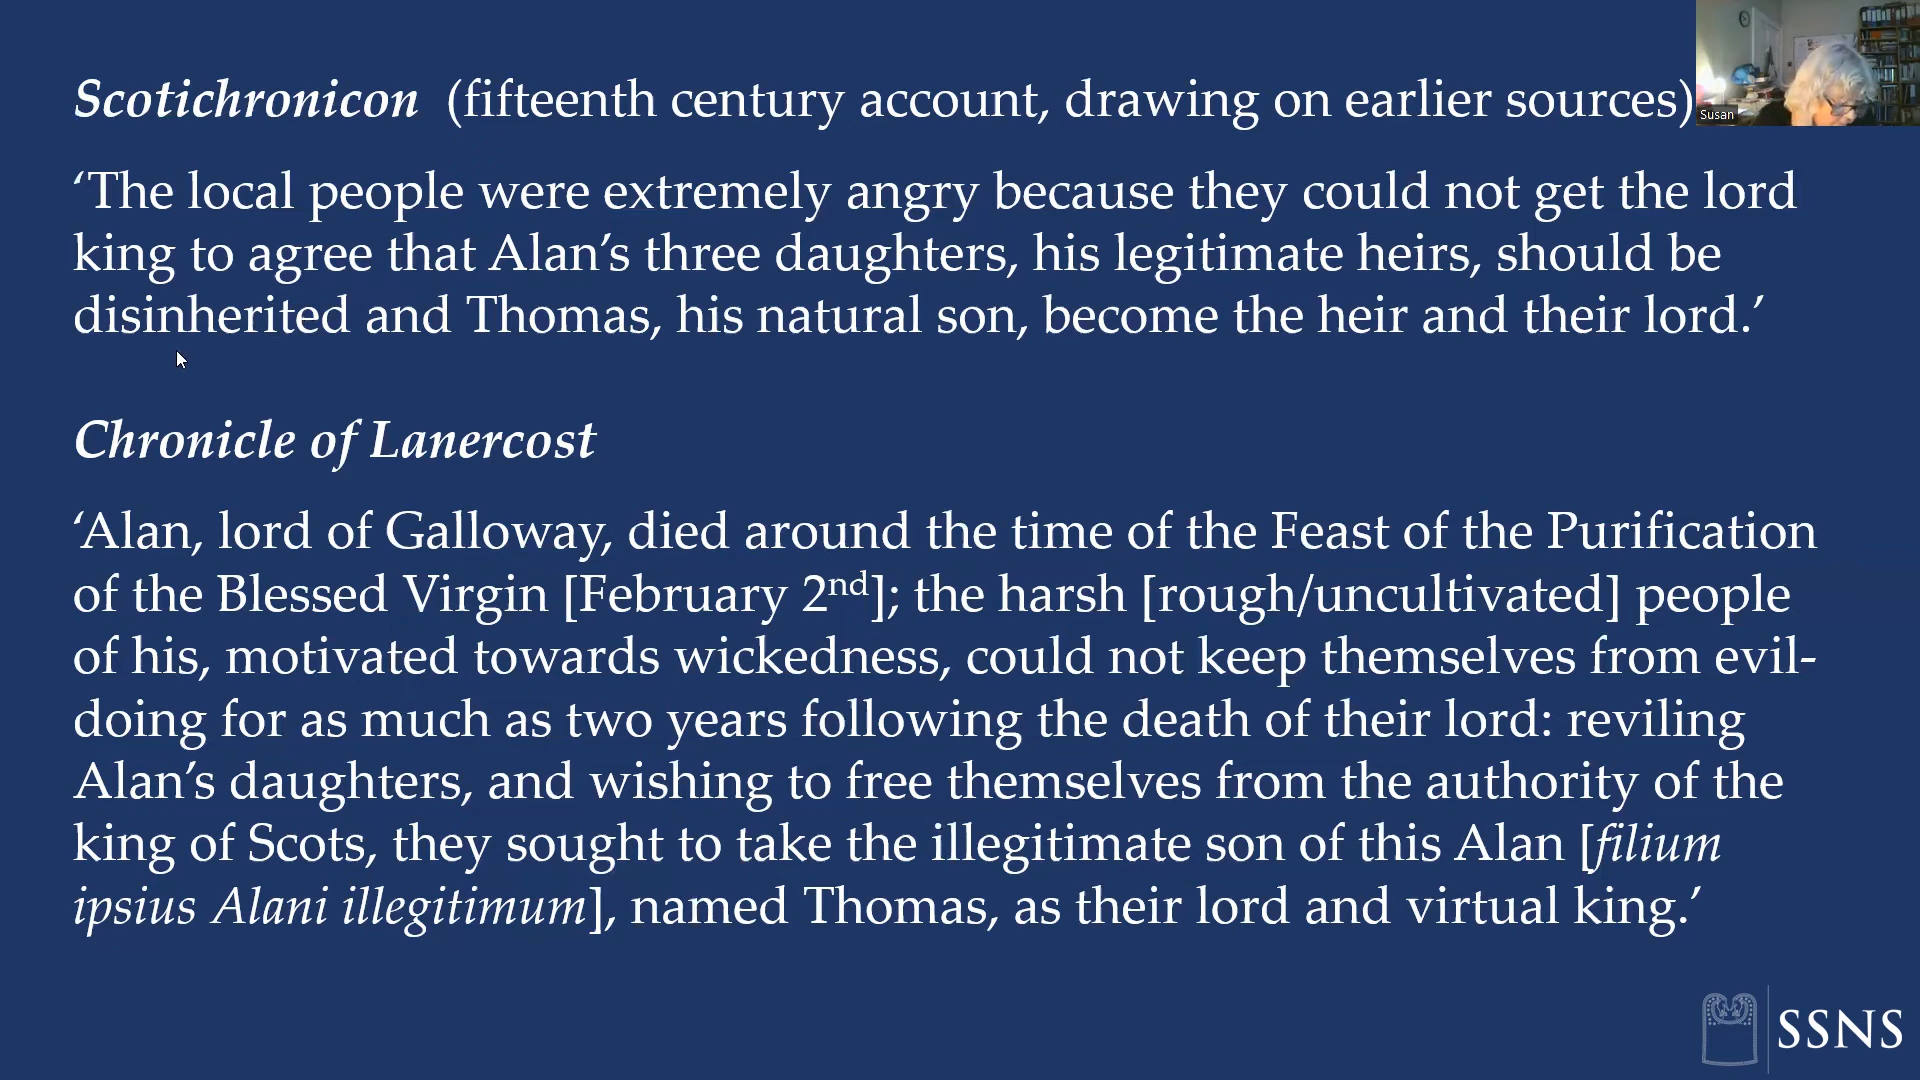 Scotichronicon (fifteenth century account, drawing on earlier sources)
Susan
‘The local people were extremely angry because they could not get the lord
king to agree that Alan’s three daughters, his legitimate heirs, should be
disinherited and Thomas, his natural son, become the heir and their lord.’
Chronicle of Lanercost
‘Alan, lord of Galloway, died around the time of the Feast of the Purification
of the Blessed Virgin [February 2nd]; the harsh [rough/uncultivated] people
of his, motivated towards wickedness, could not keep themselves from evil-
doing for as much as two years following the death of their lord: reviling
Alan’s daughters, and wishing to free themselves from the authority of the
king of Scots, they sought to take the illegitimate son of this Alan [filium
ipsius Alani illegitimum], named Thomas, as their lord and virtual king.’
SSNS